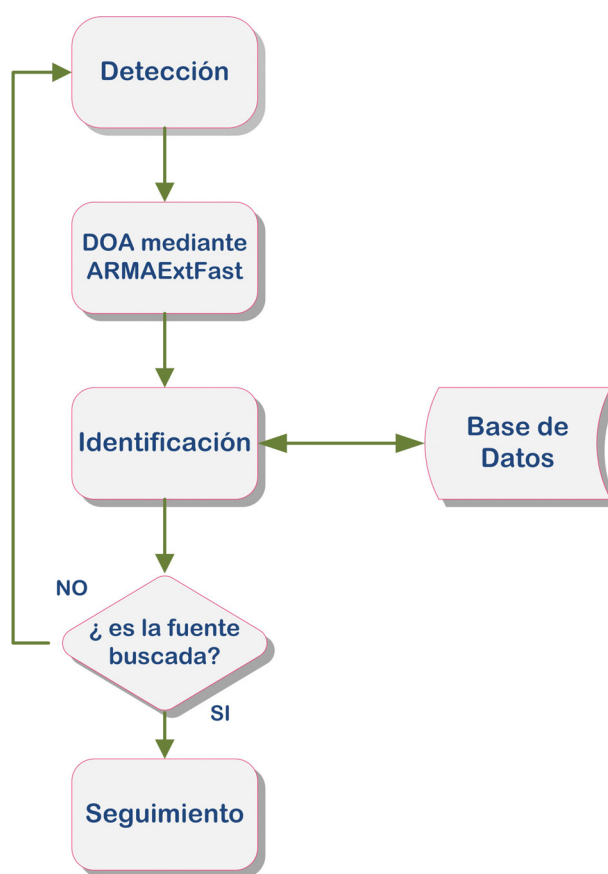 Detección
DOA mediante
ARMAExtFast
Identificación
Base de
Datos
NO
¿ es la fuente
buscada?
SI
Seguimiento